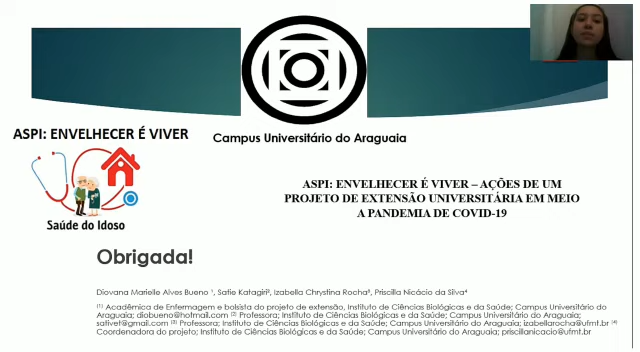 Campus Universitário do Araguaia
ASPI: ENVELHECER É VIVER
Saúde do Idoso
ASPI: ENVELHECER É VIVER – AÇÕES DE UM
PROJETO DE EXTENSÃO UNIVERSITÁRIA EM MEIO
A PANDEMIA DE COVID-19
Obrigada!
Diovana Marielle Alves Bueno ¹, Satie Katagiri², Izabella Chrystina Rocha³, Priscilla Nicácio da Silva⁴
(1) Acadêmica de Enfermagem e bolsista do projeto de extensão, Instituto de Ciências Biológicas e da Saúde; Campus Universitário do
Araguaia; diobueno@hotmail.com (2) Professora; Instituto de Ciências Biológicas e da Saúde; Campus Universitário do Araguaia;
sativet@gmail.com (3) Professora; Instituto de Ciências Biológicas e da Saúde; Campus Universitário do Araguaia; izabellarocha@ufmt.br (4)
Coordenadora do projeto; Instituto de Ciências Biológicas e da Saúde; Campus Universitário do Araguaia; priscillanicacio@ufmt.br